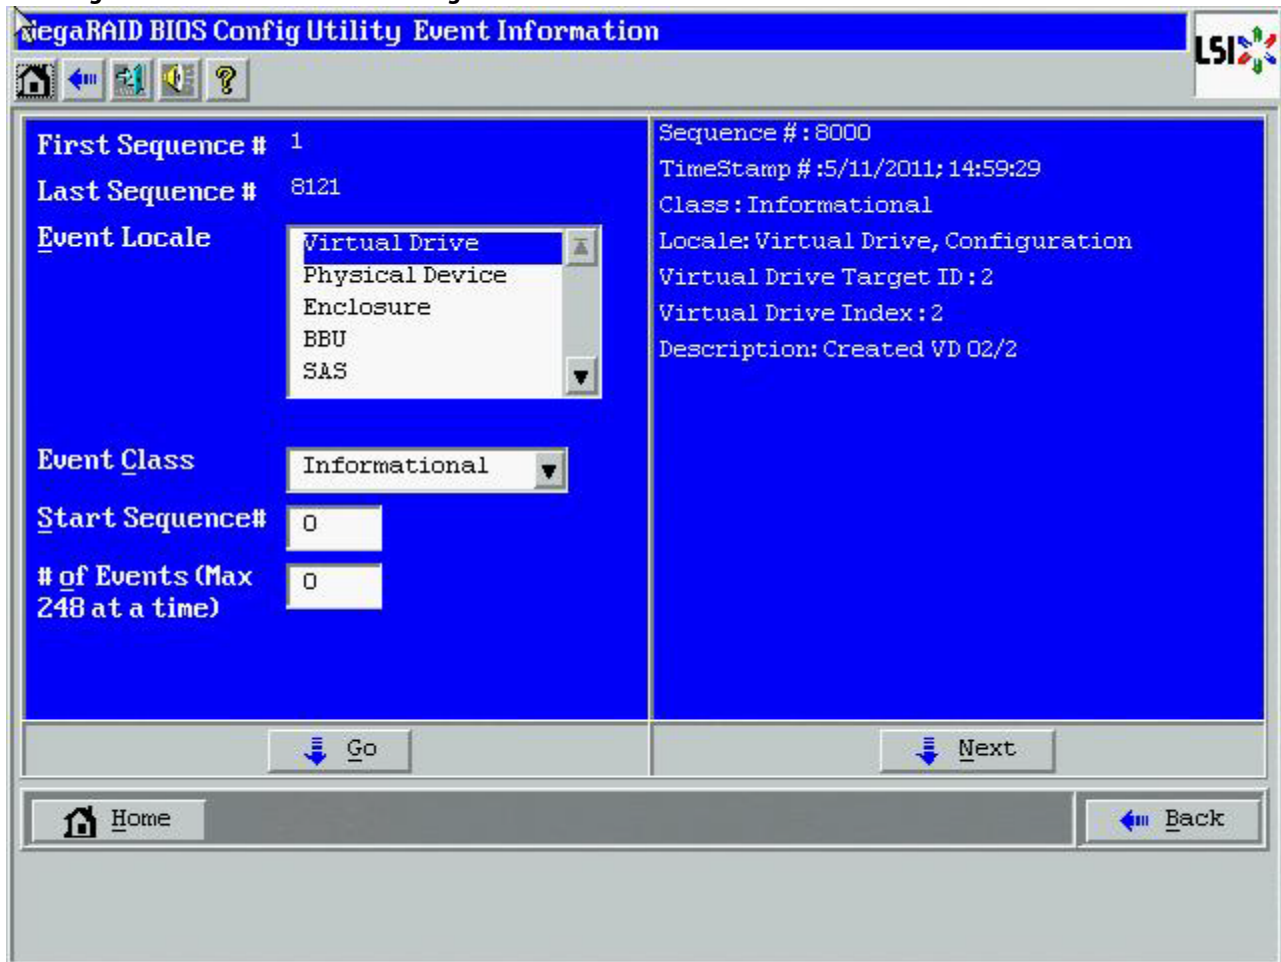 egaRAID BIOS Config Utility Event Information
LSI
First Sequence # 1
Last Sequence # 8121
Event Locale
Virtual Drive
Physical Device
Enclosure
BBU
SAS
Event Class Informational
Start Sequence# 0
# of Events (Max
248 at a time) 0
Go
Sequence #:8000
TimeStamp #:5/11/2011; 14:59:29
Class:Informational
Locale: Virtual Drive, Configuration
Virtual Drive Target ID:2
Virtual Drive Index:2
Description: Created VD 02/2
Next
Home
Back